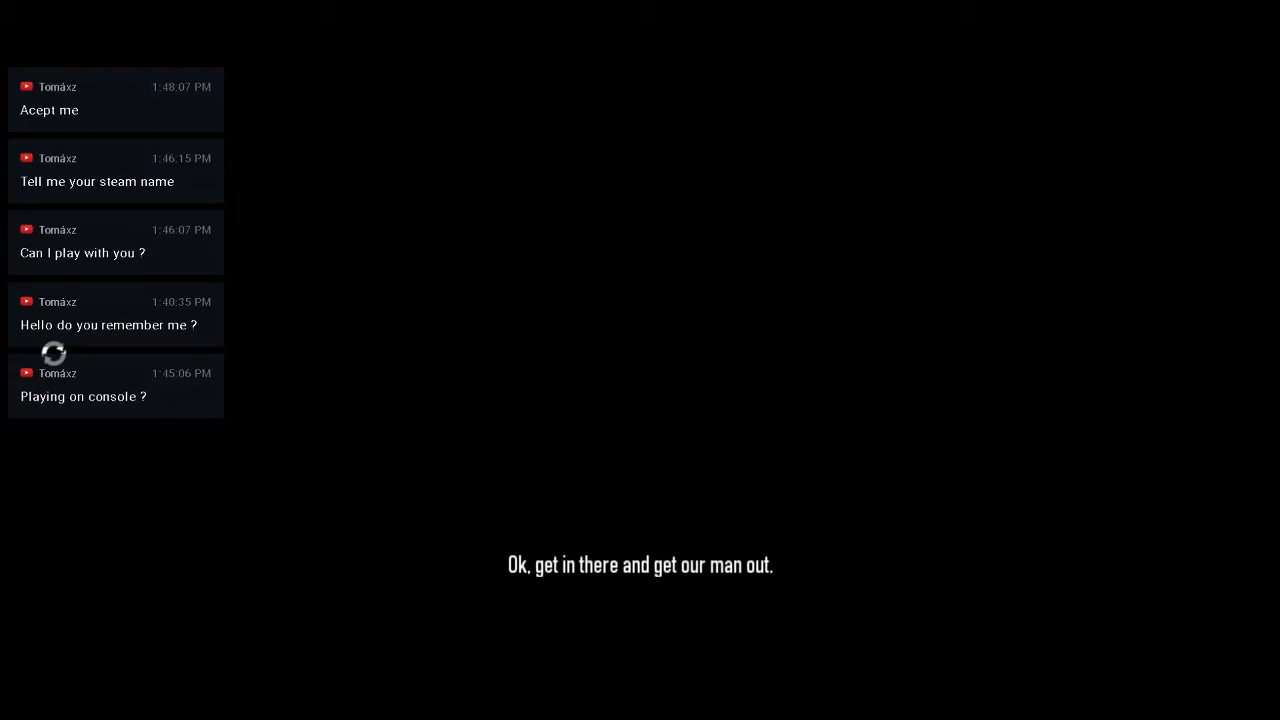 Tomáxz 1:48:07 PM
Acept me
Tomáxz 1:46:15 PM
Tell me your steam name
Tomáxz 1:46:07 PM
Can I play with you ?
Tomáxz 1:40:35 PM
Hello do you remember me ?
Tomáxz 1:45:06 PM
Playing on console ?
Ok, get in there and get our man out.